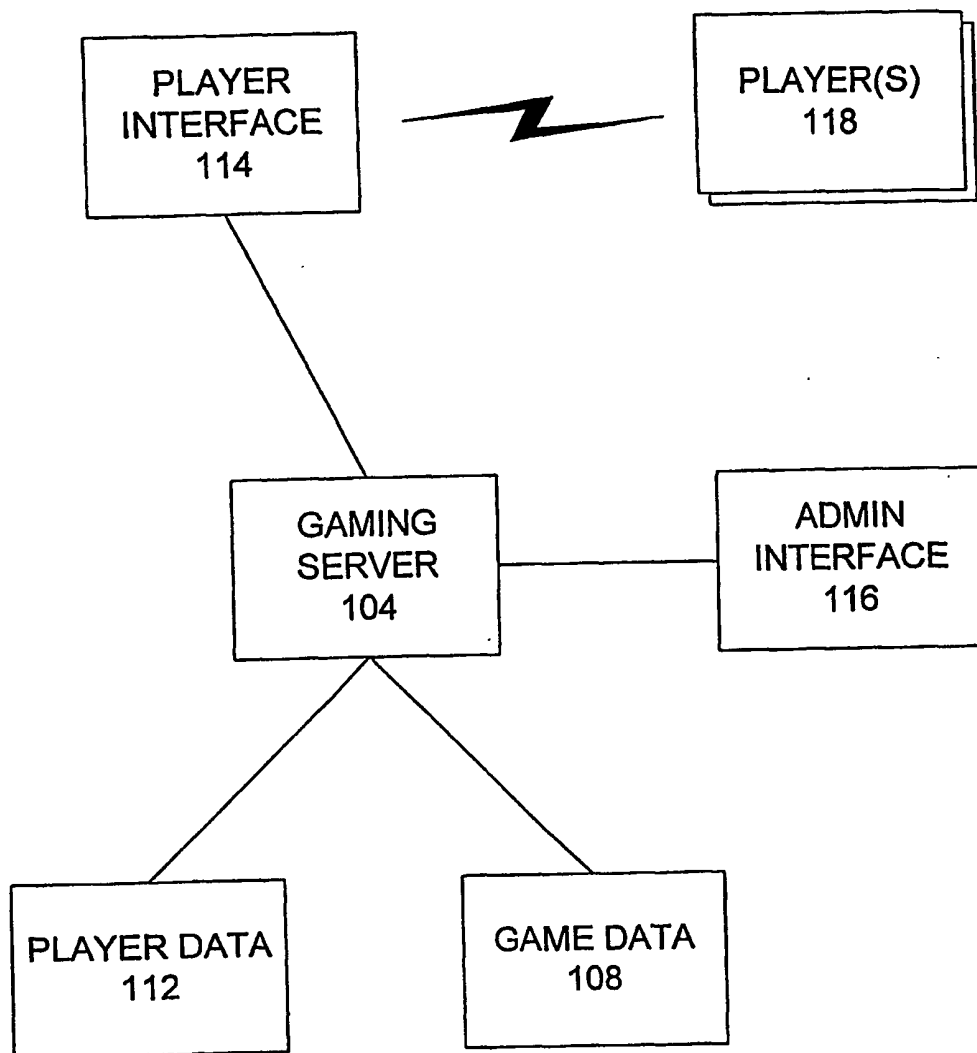 PLAYER
INTERFACE
114
PLAYER(S)
118
GAMING
SERVER
104
ADMIN
INTERFACE
116
PLAYER DATA
112
GAME DATA
108